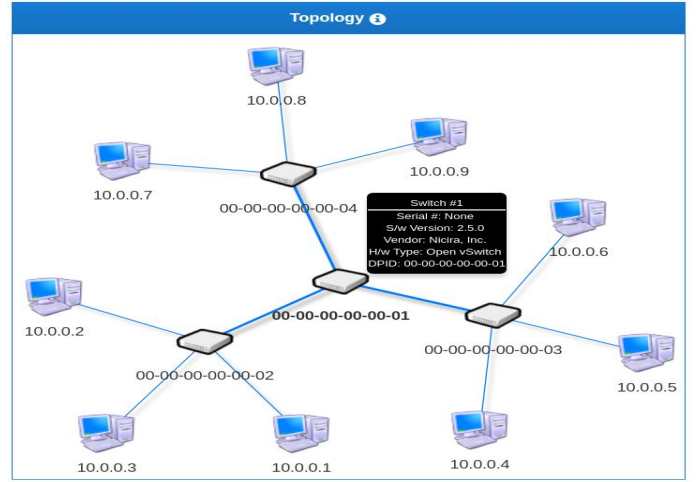 Topology i
10.0.0.8
10.0.0.9
10.0.0.7
00-00-00-00-00-04
Switch #1
Serial #: None
S/w Version: 2.5.0
Vendor: Nicira, Inc.
H/w Type: Open vSwitch
DPID: 00-00-00-00-00-01
10.0.0.6
00-00-00-00-00-01
10.0.0.2
00-00-00-00-00-03
00-00-00-00-00-02
10.0.0.5
10.0.0.3
10.0.0.1
10.0.0.4